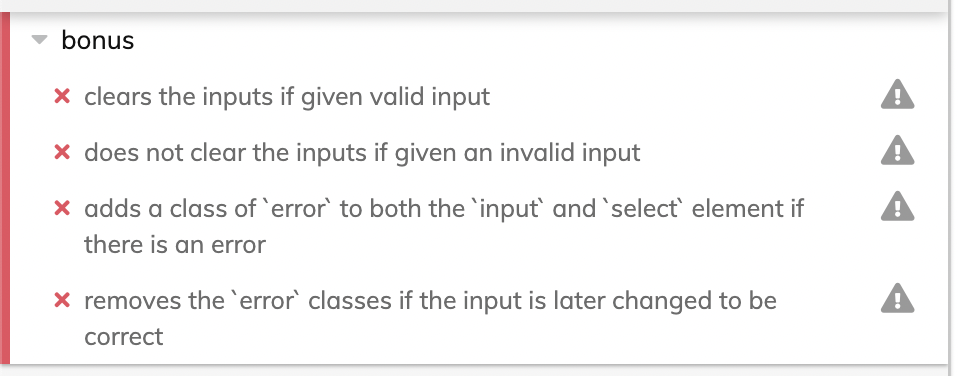 bonus
clears the inputs if given valid input
does not clear the inputs if given an invalid input
adds a class of `error` to both the `input` and `select` element if
there is an error
removes the `error` classes if the input is later changed to be
correct